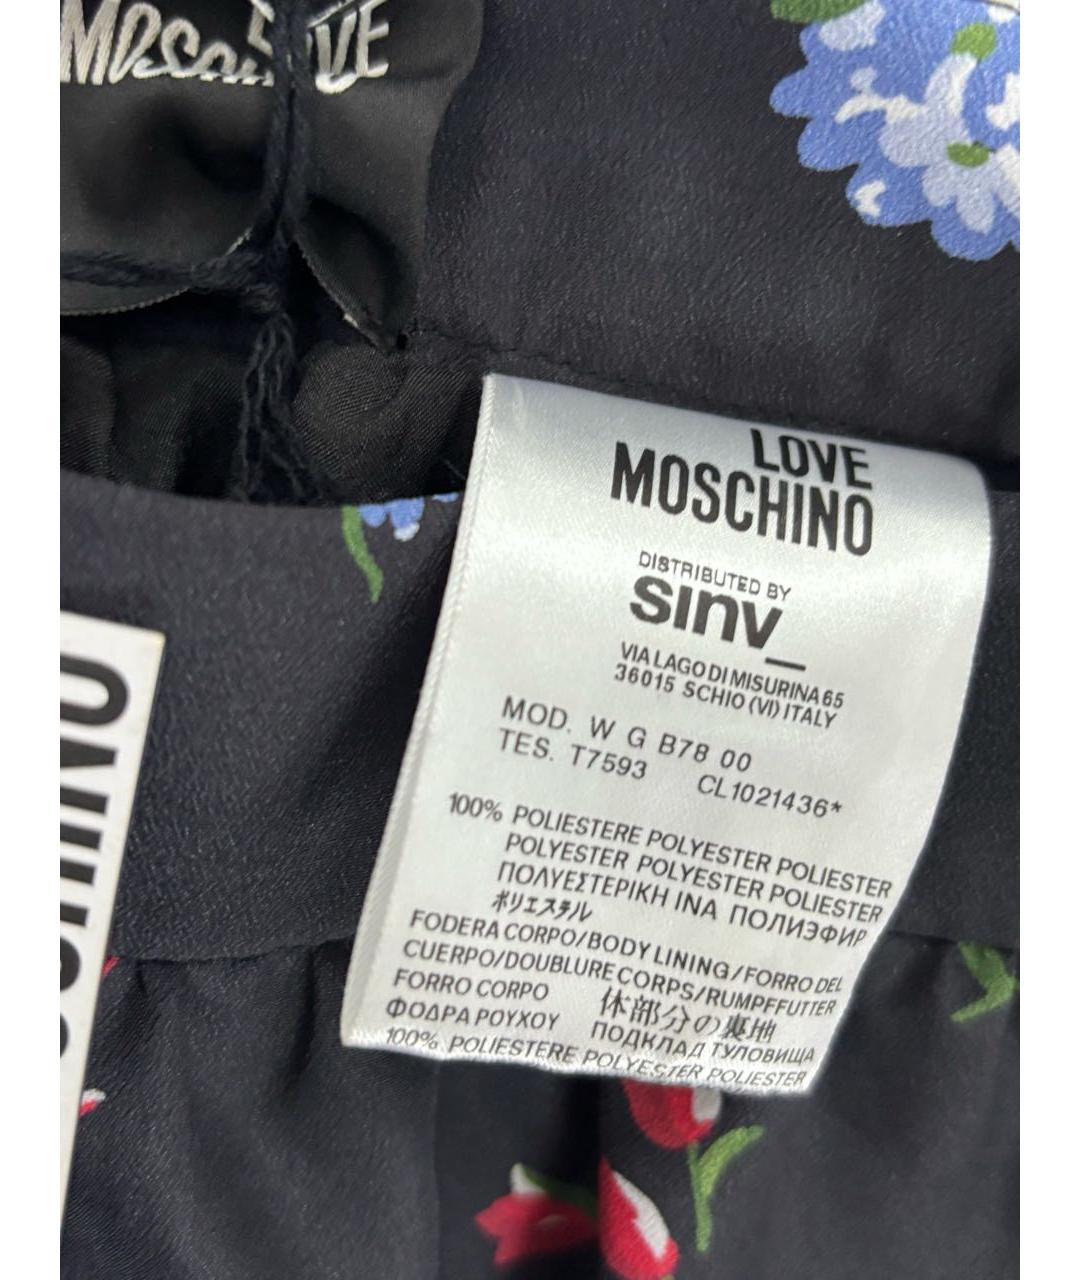 LOVE
MOSCHINO
DISTRIBUTED BY
sinv_
VIA LAGO DI MISURINA 65
36015 SCHIO (VI) ITALY
MOD. W G B78 00
TES. T7593 CL1021436*
100% POLIESTERE POLYESTER POLIESTER
POLYESTER POLYESTER POLIESTER
ΠΟΛΥΕΣΤΕΡΙΚΗ ΙΝΑ ПОЛИЭФИР
ポリエステル
FODERA CORPO/BODY LINING/FORRO DEL
CUERPO/DOUBLURE CORPS/RUMPFFUTTER
FORRO CORPO 体部分の裏地
ΦΟΔΡΑ ΡΟΥΧΟΥ ПОДКЛАД ТУЛОВИЩА
100% POLIESTERE POLYESTER POLIESTER